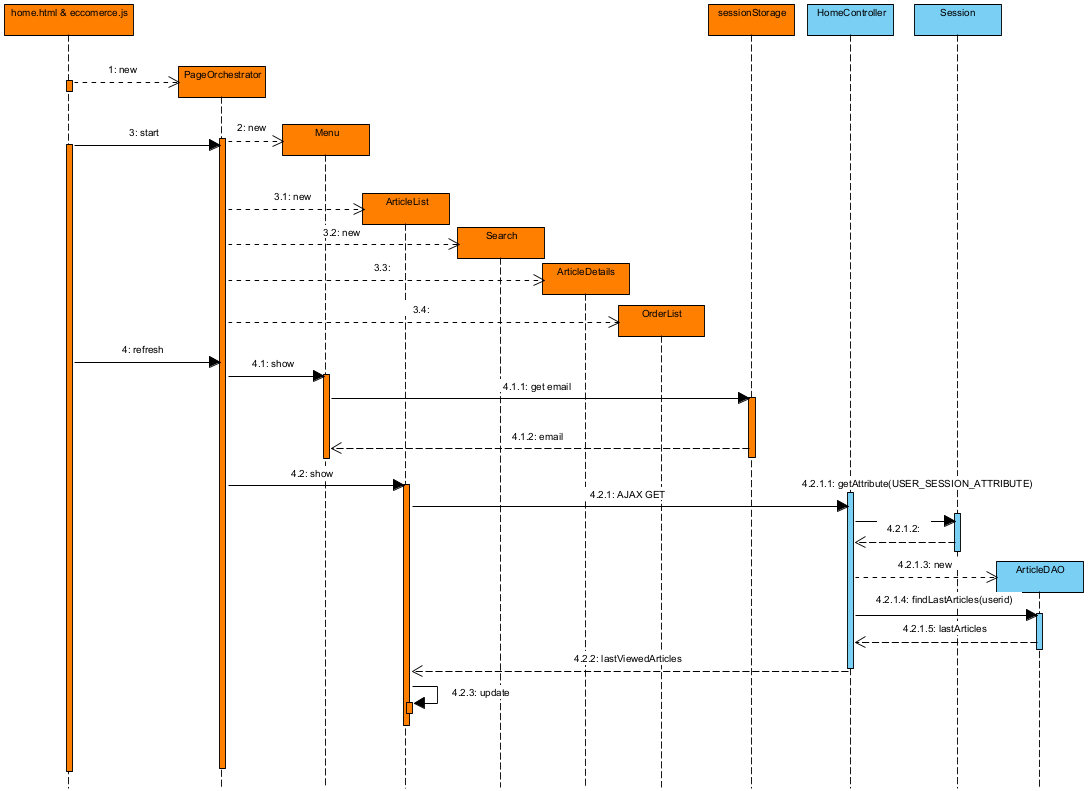 home.html & eccomerce.js
sessionStorage
HomeController
Session
1: new
PageOrchestrator
2: new
Menu
3: start
3.1: new
ArticleList
3.2: new
Search
3.3:
ArticleDetails
3.4:
OrderList
4: refresh
4.1: show
4.1.1: get email
4.1.2: email
4.2: show
4.2.1.1: getAttribute(USER_SESSION_ATTRIBUTE)
4.2.1: AJAX GET
4.2.1.2:
4.2.1.3: new
ArticleDAO
4.2.1.4: findLastArticles(userid)
4.2.1.5: lastArticles
4.2.2: lastViewedArticles
4.2.3: update